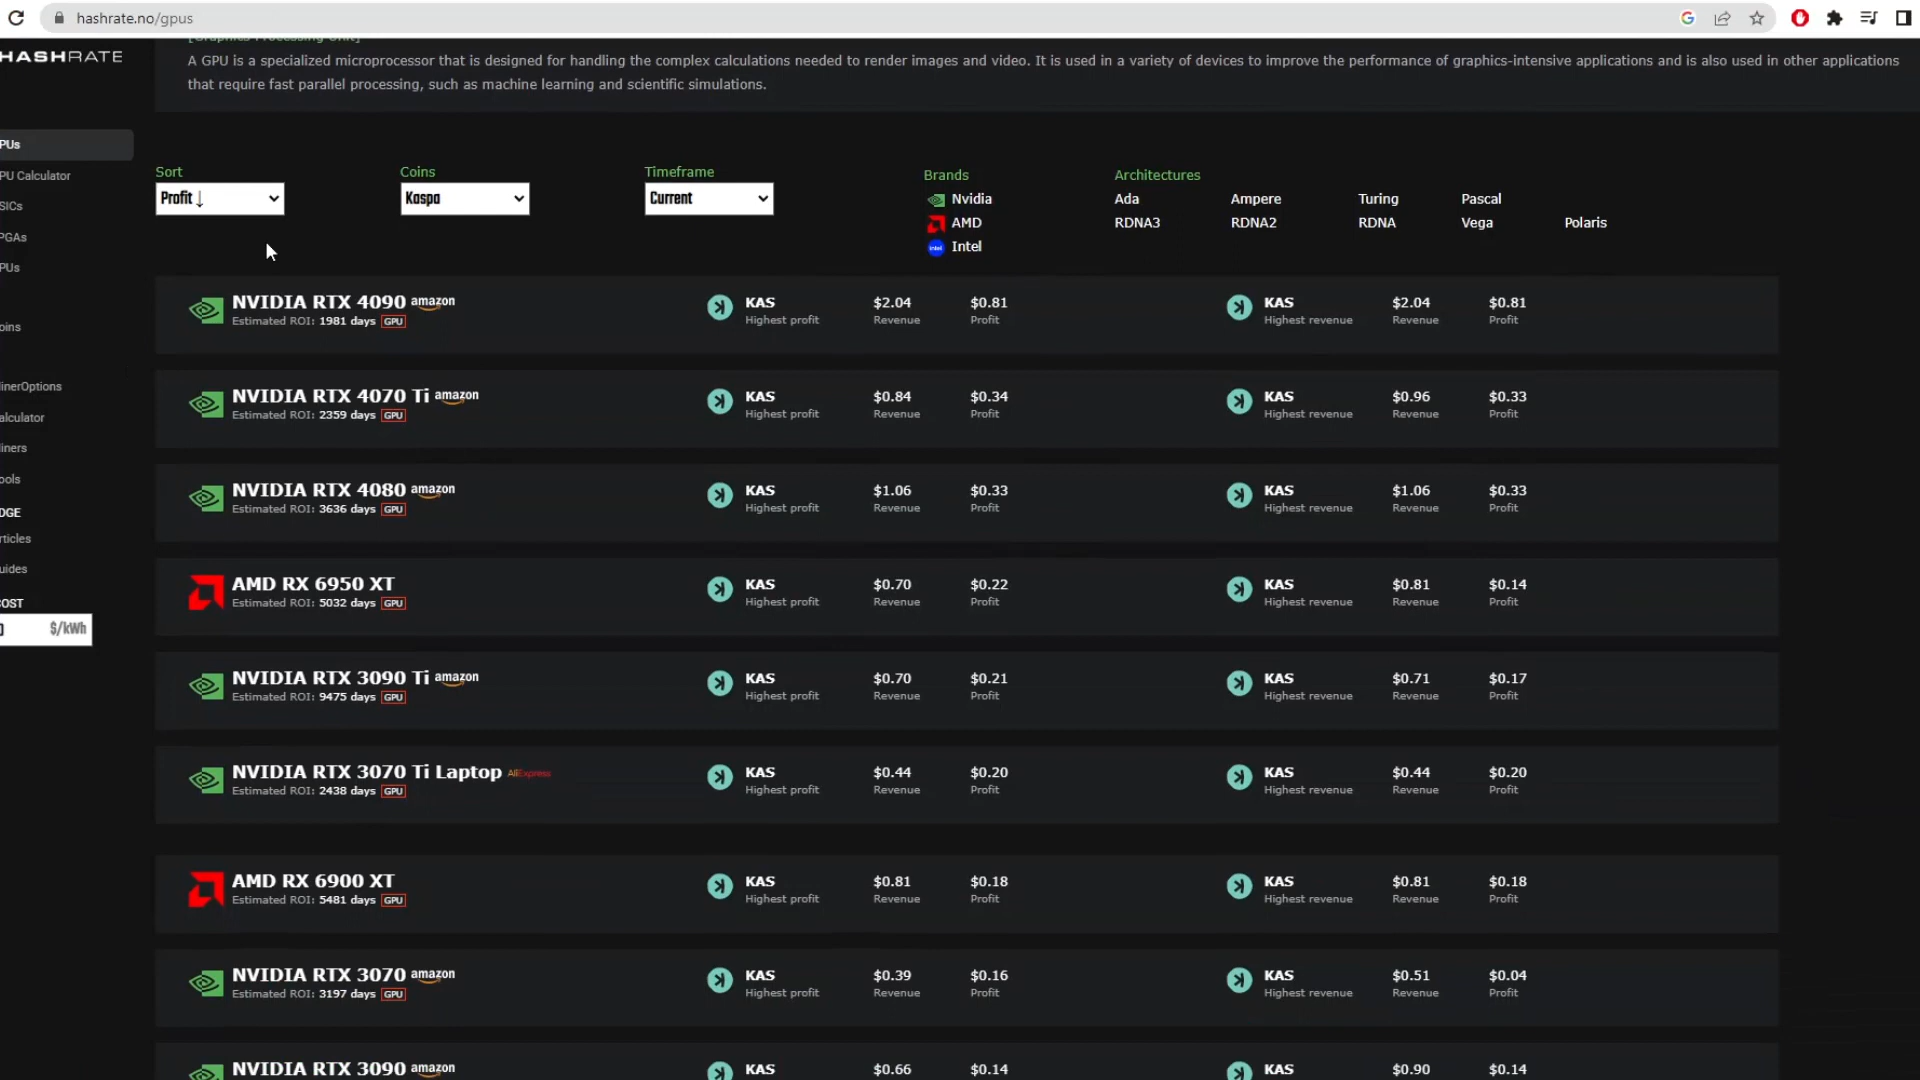 hashrate.no/gpus
HASHRATE
[Graphics Processing Unit]
A GPU is a specialized microprocessor that is designed for handling the complex calculations needed to render images and video. It is used in a variety of devices to improve the performance of graphics-intensive applications and is also used in other applications
that require fast parallel processing, such as machine learning and scientific simulations.
PUs
PU Calculator
SICs
PGAs
PUs
oins
linerOptions
alculator
liners
ools
DGE
rticles
uides
COST
0 $/kWh
Sort
Profit ↓
Coins
Kaspa
Timeframe
Current
Brands
Nvidia
AMD
intel Intel
Architectures
Ada Ampere Turing Pascal
RDNA3 RDNA2 RDNA Vega Polaris
NVIDIA RTX 4090 amazon KAS $2.04 $0.81 KAS $2.04 $0.81
Estimated ROI: 1981 days GPU Highest profit Revenue Profit Highest revenue Revenue Profit
NVIDIA RTX 4070 Ti amazon KAS $0.84 $0.34 KAS $0.96 $0.33
Estimated ROI: 2359 days GPU Highest profit Revenue Profit Highest revenue Revenue Profit
NVIDIA RTX 4080 amazon KAS $1.06 $0.33 KAS $1.06 $0.33
Estimated ROI: 3636 days GPU Highest profit Revenue Profit Highest revenue Revenue Profit
AMD RX 6950 XT KAS $0.70 $0.22 KAS $0.81 $0.14
Estimated ROI: 5032 days GPU Highest profit Revenue Profit Highest revenue Revenue Profit
NVIDIA RTX 3090 Ti amazon KAS $0.70 $0.21 KAS $0.71 $0.17
Estimated ROI: 9475 days GPU Highest profit Revenue Profit Highest revenue Revenue Profit
NVIDIA RTX 3070 Ti Laptop AliExpress KAS $0.44 $0.20 KAS $0.44 $0.20
Estimated ROI: 2438 days GPU Highest profit Revenue Profit Highest revenue Revenue Profit
AMD RX 6900 XT KAS $0.81 $0.18 KAS $0.81 $0.18
Estimated ROI: 5481 days GPU Highest profit Revenue Profit Highest revenue Revenue Profit
NVIDIA RTX 3070 amazon KAS $0.39 $0.16 KAS $0.51 $0.04
Estimated ROI: 3197 days GPU Highest profit Revenue Profit Highest revenue Revenue Profit
NVIDIA RTX 3090 amazon KAS $0.66 $0.14 KAS $0.90 $0.14